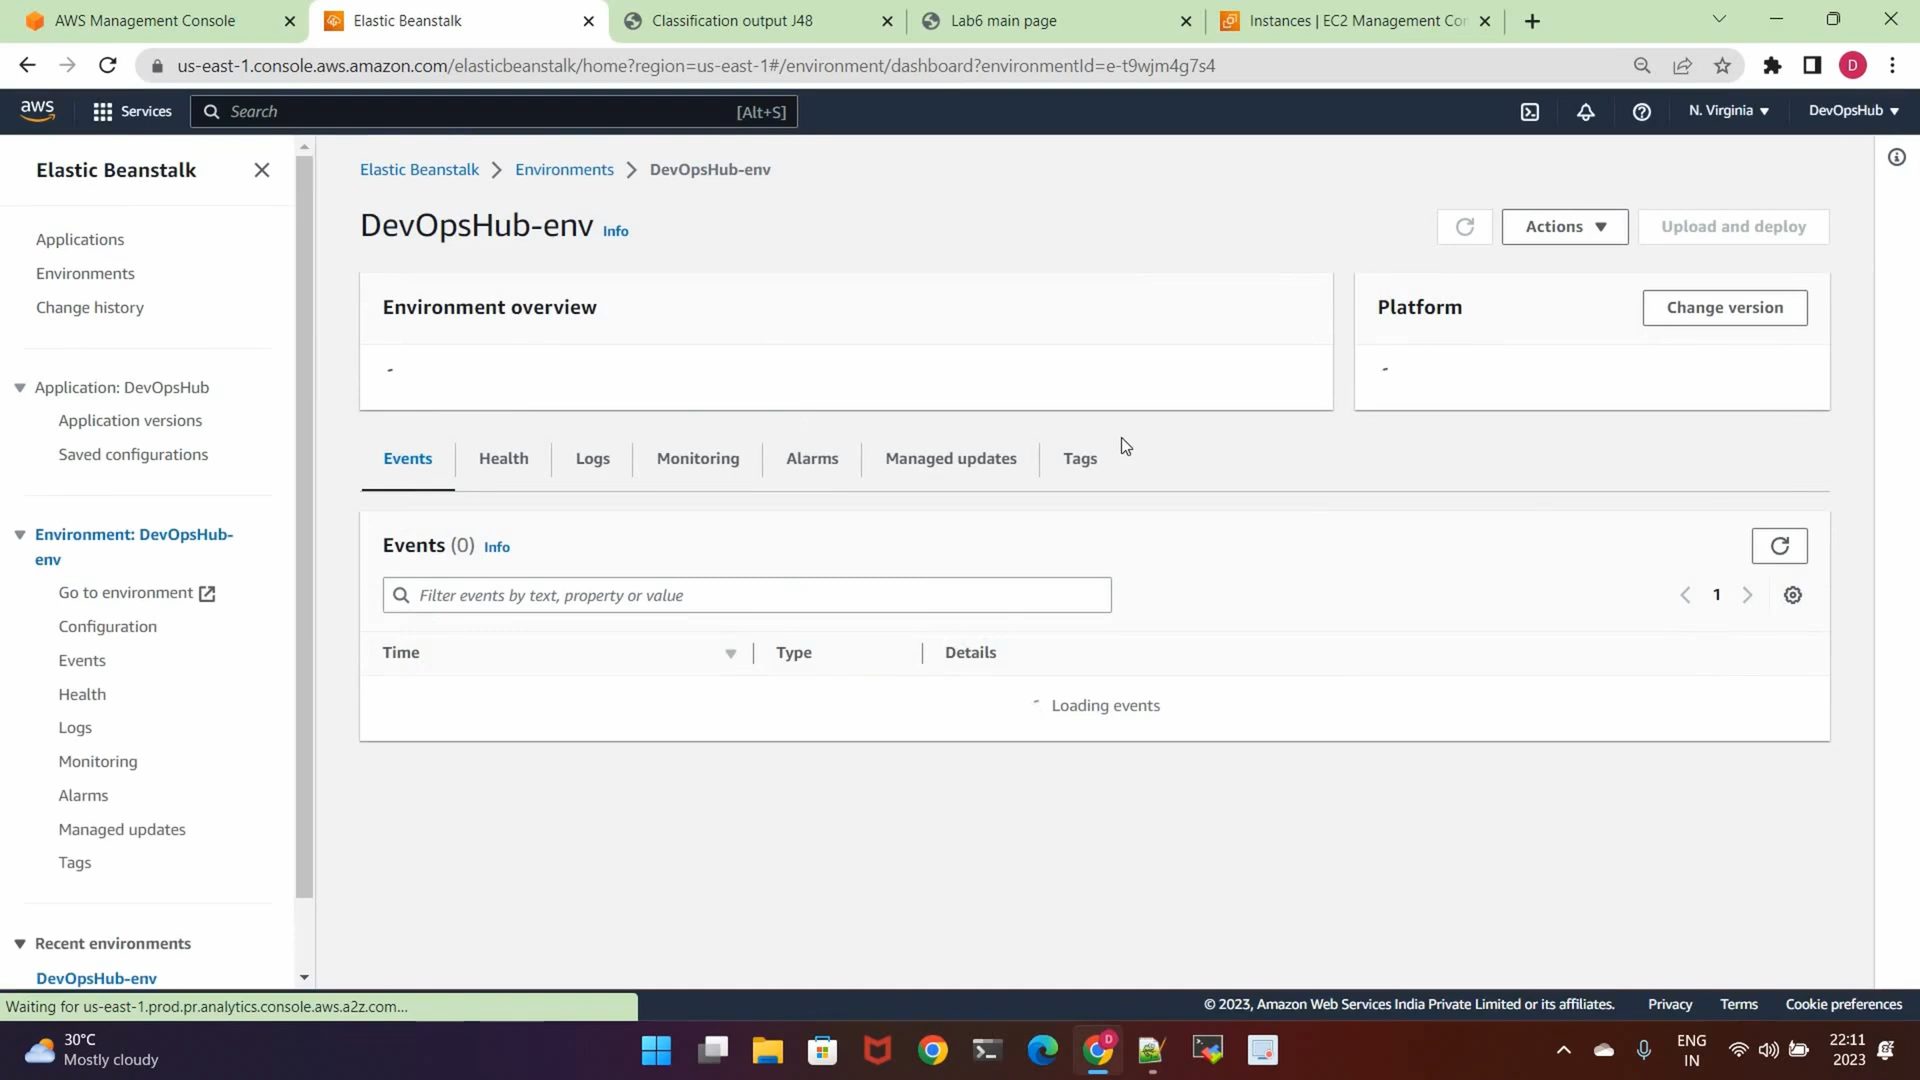 AWS Management Console
Elastic Beanstalk
Classification output J48
Lab6 main page
Instances | EC2 Management Con
us-east-1.console.aws.amazon.com/elasticbeanstalk/home?region=us-east-1#/environment/dashboard?environmentId=e-t9wjm4g7s4
D
aws
Services
Search
[Alt+S]
N. Virginia
DevOpsHub
Elastic Beanstalk
Applications
Environments
Change history
Application: DevOpsHub
Application versions
Saved configurations
Environment: DevOpsHub-
env
Go to environment
Configuration
Events
Health
Logs
Monitoring
Alarms
Managed updates
Tags
Recent environments
DevOpsHub-env
Elastic Beanstalk > Environments > DevOpsHub-env
DevOpsHub-env Info
Actions
Upload and deploy
Environment overview
Platform
Change version
Events
Health
Logs
Monitoring
Alarms
Managed updates
Tags
Events (0) Info
Filter events by text, property or value
1
Time
Type
Details
Loading events
Waiting for us-east-1.prod.pr.analytics.console.aws.a2z.com...
© 2023, Amazon Web Services India Private Limited or its affiliates.
Privacy
Terms
Cookie preferences
30°C
Mostly cloudy
D
ENG
IN
22:11
2023